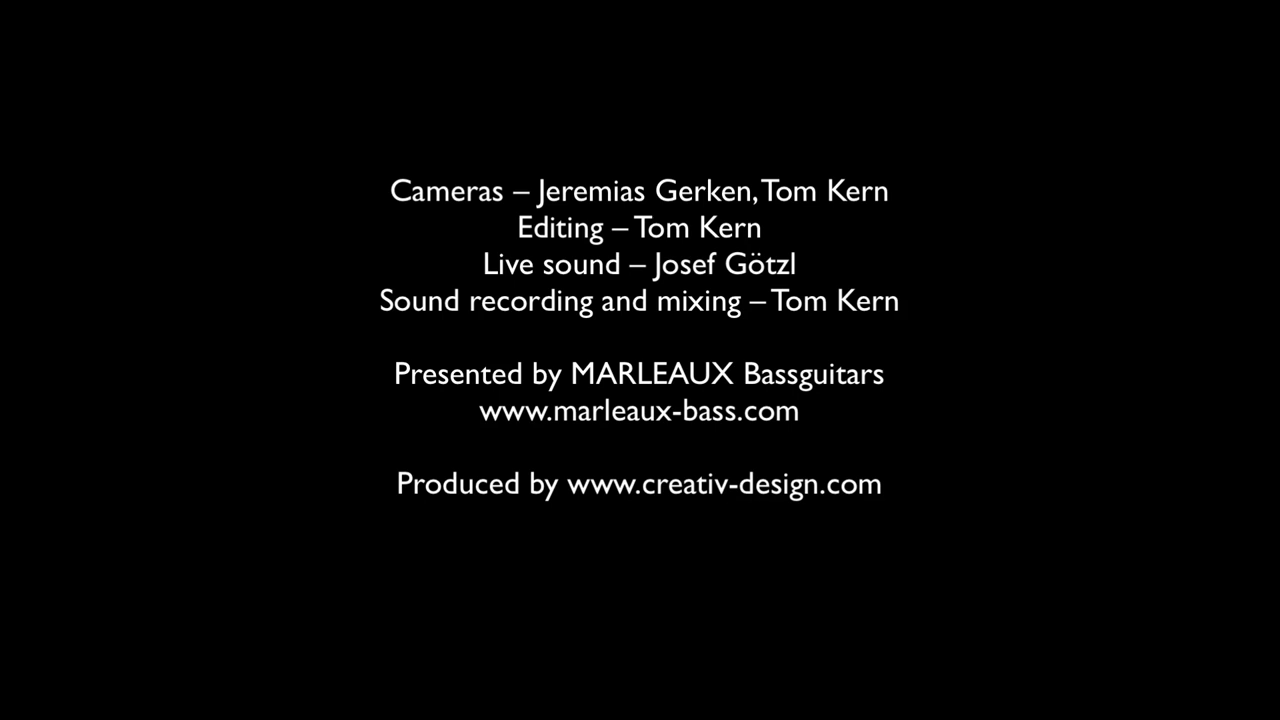 Cameras – Jeremias Gerken, Tom Kern
Editing – Tom Kern
Live sound – Josef Götzl
Sound recording and mixing – Tom Kern
Presented by MARLEAUX Bassguitars
www.marleaux-bass.com
Produced by www.creativ-design.com